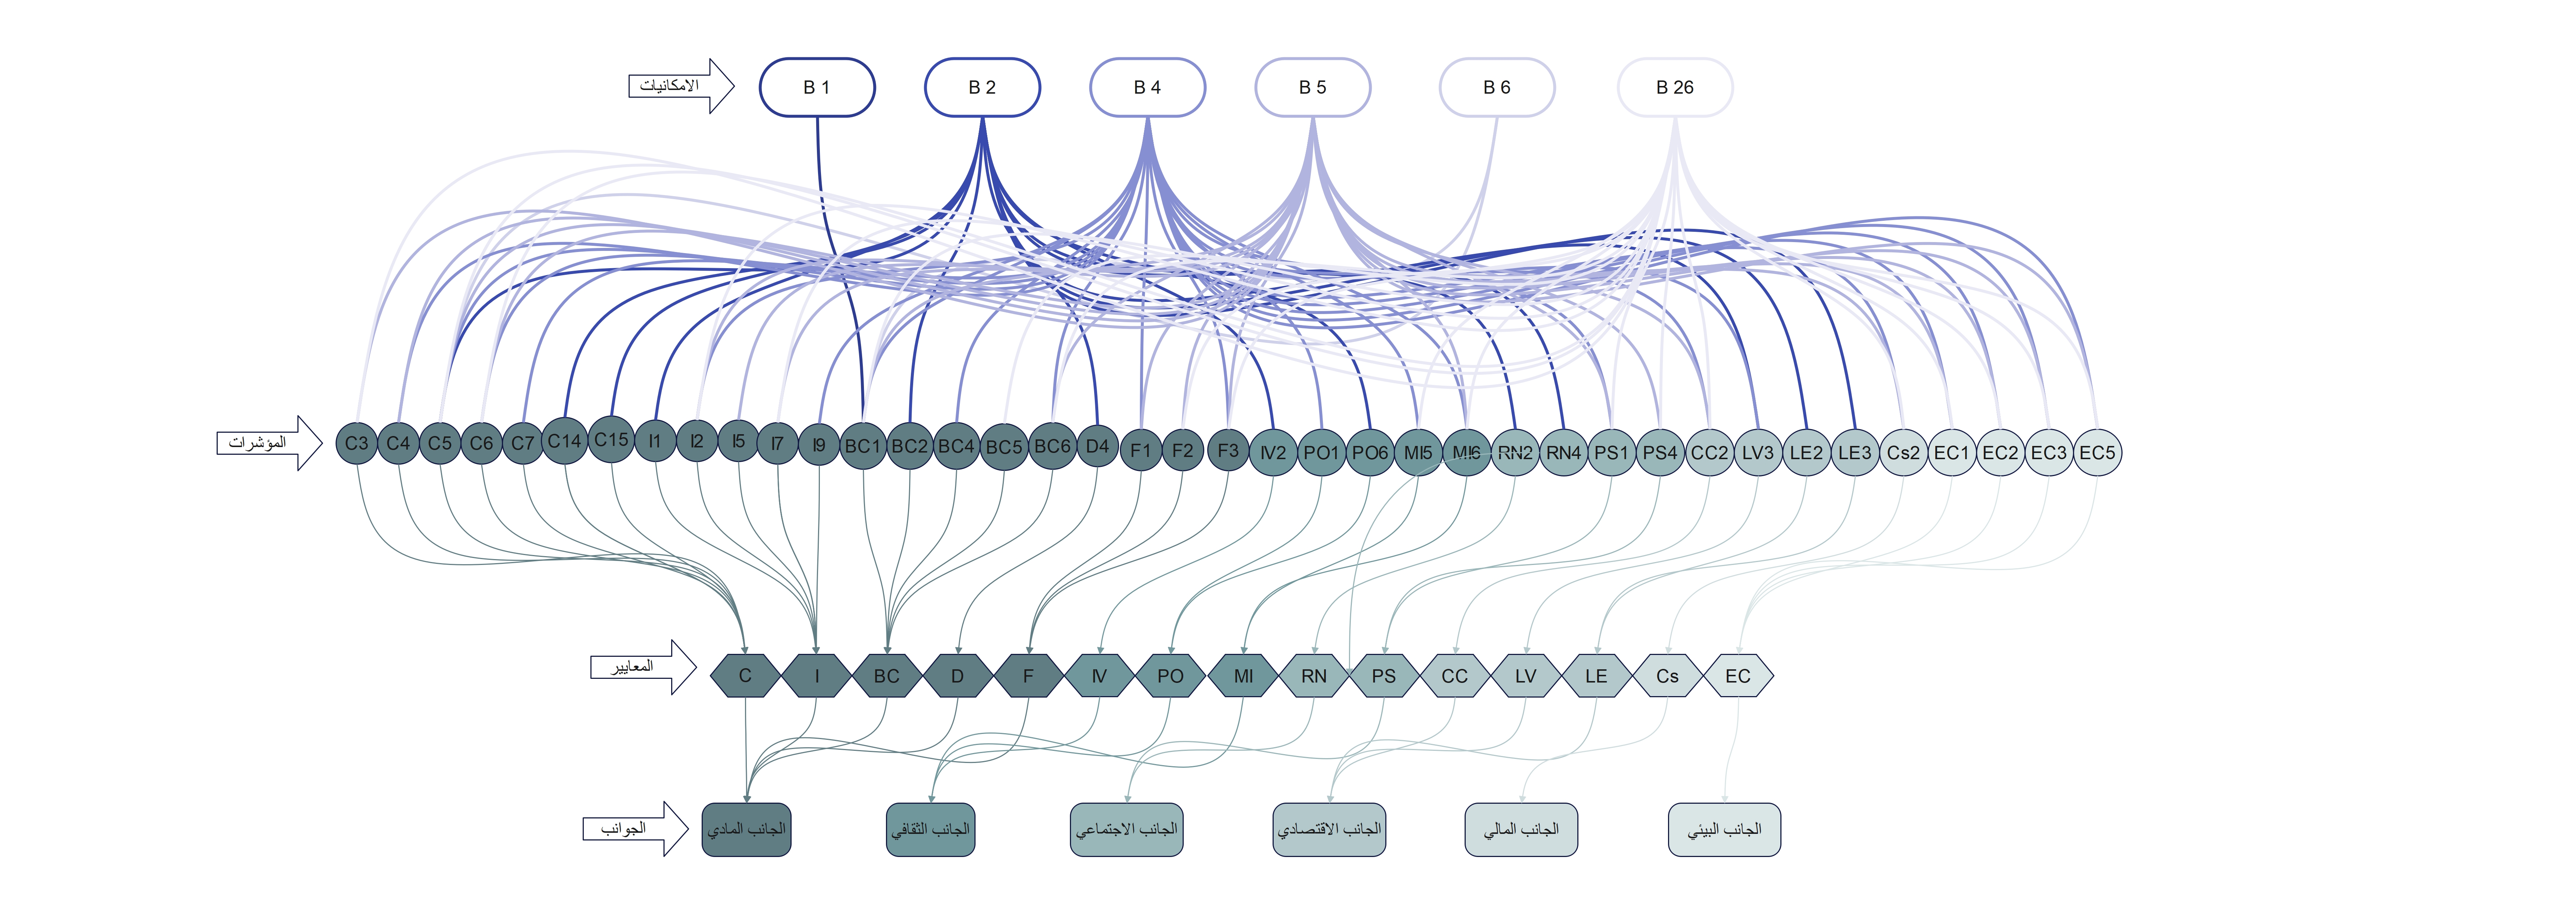 الامكانيات
B 1
B 2
B 4
B 5
B 6
B 26
المؤشرات
C3
C4
C5
C6
C7
C14
C15
I1
I2
I5
I7
I9
BC1
BC2
BC4
BC5
BC6
D4
F1
F2
F3
IV2
PO1
PO6
MI5
MI6
RN2
RN4
PS1
PS4
CC2
LV3
LE2
LE3
Cs2
EC1
EC2
EC3
EC5
المعايير
C
I
BC
D
F
IV
PO
MI
RN
PS
CC
LV
LE
Cs
EC
الجوانب
الجانب المادي
الجانب الثقافي
الجانب الاجتماعي
الجانب الاقتصادي
الجانب المالي
الجانب البيئي